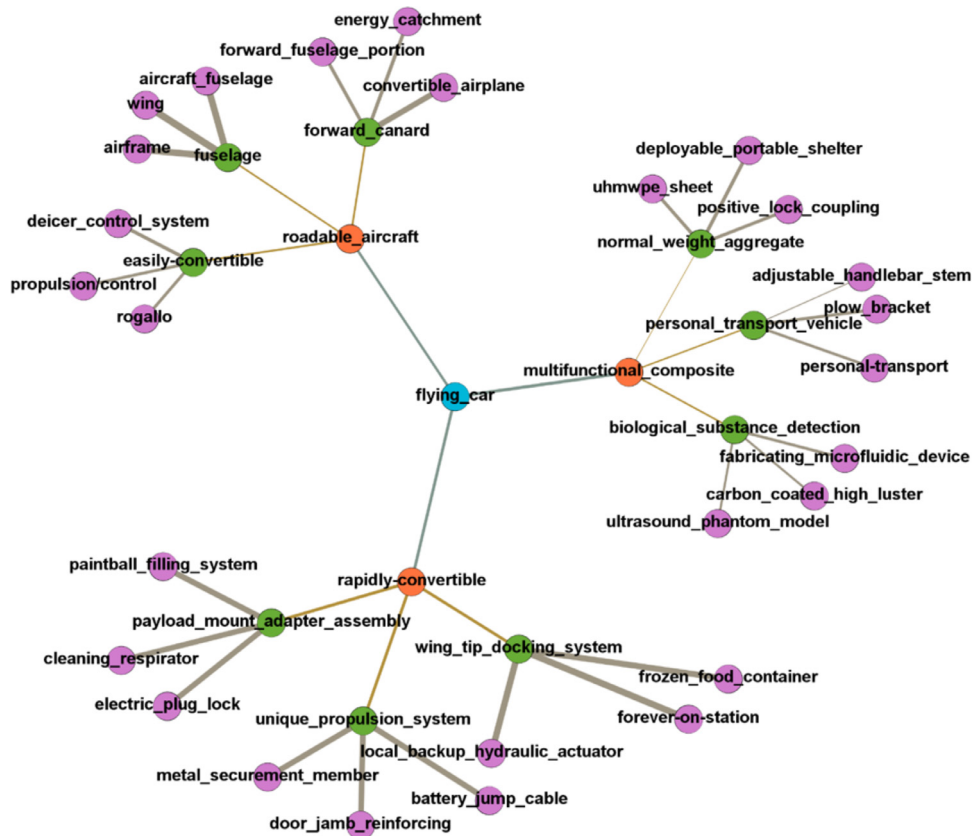 energy_catchment
forward_fuselage_portion
aircraft_fuselage
convertible_airplane
wing
forward_canard
airframe
fuselage
deployable_portable_shelter
uhmwpe_sheet
positive_lock_coupling
deicer_control_system
roadable_aircraft
normal_weight_aggregate
easily-convertible
adjustable_handlebar_stem
propulsion/control
plow_bracket
rogallo
personal_transport_vehicle
personal-transport
multifunctional_composite
flying_car
biological_substance_detection
fabricating_microfluidic_device
carbon_coated_high_luster
ultrasound_phantom_model
paintball_filling_system
rapidly-convertible
payload_mount_adapter_assembly
wing_tip_docking_system
cleaning_respirator
frozen_food_container
electric_plug_lock
unique_propulsion_system
forever-on-station
local_backup_hydraulic_actuator
metal_securement_member
battery_jump_cable
door_jamb_reinforcing